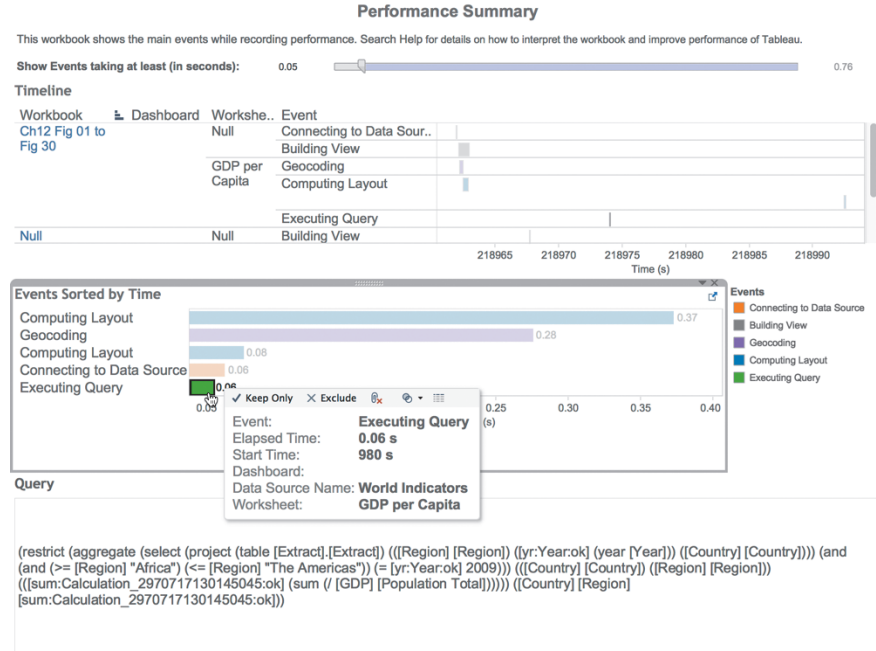 Performance Summary
This workbook shows the main events while recording performance. Search Help for details on how to interpret the workbook and improve performance of Tableau.
Show Events taking at least (in seconds): 0.05 0.76
Timeline
Workbook Dashboard Workshe.. Event
Ch12 Fig 01 to Fig 30 Null Connecting to Data Sour..
Building View
GDP per Capita Geocoding
Computing Layout
Executing Query
Null Null Building View
218965 218970 218975 218980 218985 218990
Time (s)
Events Sorted by Time
Computing Layout 0.37
Geocoding 0.28
Computing Layout 0.08
Connecting to Data Source 0.06
Executing Query 0.06
0.05 0.25 0.30 0.35 0.40
(s)
Keep Only Exclude
Event: Executing Query
Elapsed Time: 0.06 s
Start Time: 980 s
Dashboard:
Data Source Name: World Indicators
Worksheet: GDP per Capita
Events
Connecting to Data Source
Building View
Geocoding
Computing Layout
Executing Query
Query
(restrict (aggregate (select (project (table [Extract].[Extract]) (([Region] [Region]) ([yr:Year:ok] (year [Year])) ([Country] [Country]))) (and
(and (>= [Region] "Africa") (<= [Region] "The Americas")) (= [yr:Year:ok] 2009))) (([Country] [Country]) ([Region] [Region]))
(([sum:Calculation_2970717130145045:ok] (sum (/ [GDP] [Population Total]))))) ([Country] [Region]
[sum:Calculation_2970717130145045:ok]))